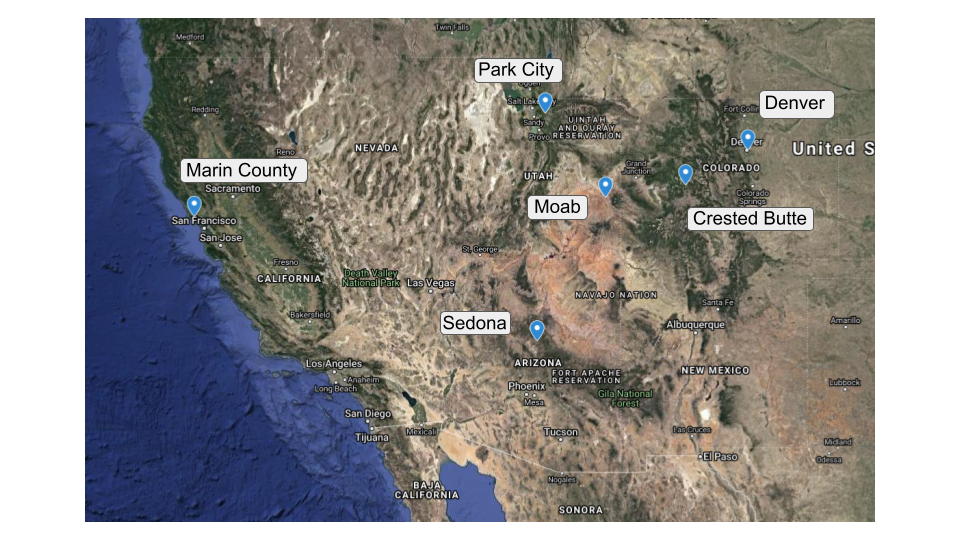 Twin Falls
Medford
Park City
Ogden
Redding
Salt Lake
Fort Coll
Denver
Sandy
UINTAH
AND OURAY
RESERVATION
Provo
Reno
NEVADA
United S
Marin County
Grand
Junction
COLORADO
UTAH
Sacramento
Colorado
Springs
Moab
Crested Butte
San Francisco
San Jose
St. George
Fresno
CALIFORNIA
Death Valley
National Park
Las Vegas
NAVAJO NATION
Santa Fe
Bakersfield
Sedona
Albuquerque
Amarillo
Los Angeles
ARIZONA
NEW MEXICO
FORT APACHE
RESERVATION
Anaheim
Long Beach
Phoenix
Mesa
Lubbock
Gila National
Forest
San Diego
Tijuana
Mexicali
Tucson
Las Cruces
Midland
El Paso
Odessa
Nogales
BAJA
CALIFORNIA
SONORA